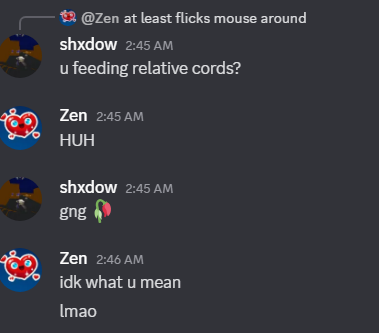 @Zen at least flicks mouse around
shxdow 2:45 AM
u feeding relative cords?
Zen 2:45 AM
HUH
shxdow 2:45 AM
gng 🥀
Zen 2:46 AM
idk what u mean
lmao